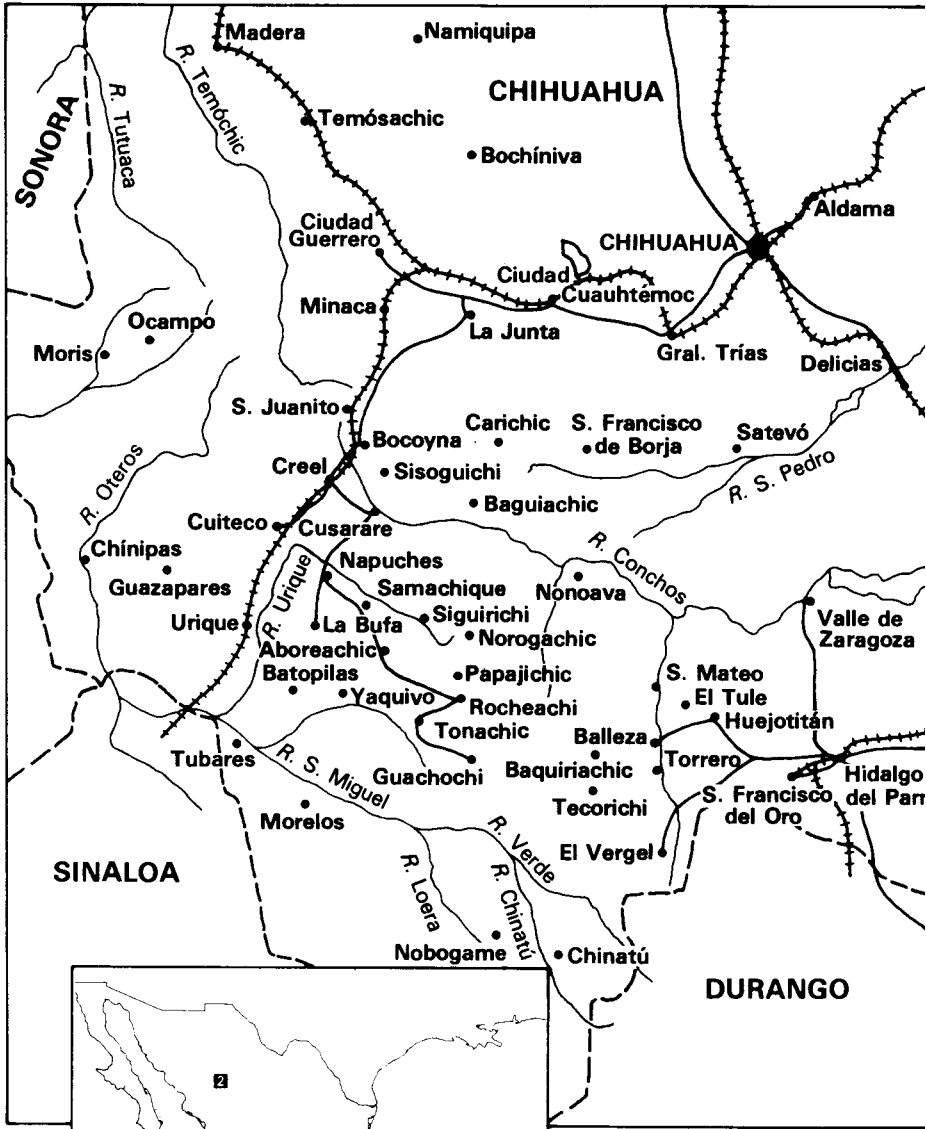 Madera
Namiquipa
R. Temóchic
CHIHUAHUA
SONORA
R. Tutuaca
Temósachic
Bochíniva
Aldama
Ciudad
Guerrero
CHIHUAHUA
Ciudad
Cuauhtémoc
Minaca
Ocampo
La Junta
Moris
Gral. Trías
Delicias
S. Juanito
Carichic
S. Francisco
de Borja
Satevó
Bocoyna
Creel
Sisoguichi
R. S. Pedro
R. Oteros
Baguiachic
Cuiteco
Cusarare
R. Conchos
Chínipas
Napuches
Guazapares
R. Urique
Samachique
Nonoava
Siguirichi
Urique
La Bufa
Norogachic
Valle de
Zaragoza
Aboreachic
Batopilas
Papajichic
S. Mateo
El Tule
Yaquivo
Rocheachi
Huejotitán
Tonachic
Balleza
Tubares
R. S. Miguel
Guachochi
Baquiriachic
Torrero
Hidalgo
del Parr
S. Francisco
del Oro
Tecorichi
Morelos
R. Verde
El Vergel
SINALOA
R. Loera
R. Chinatú
Nobogame
Chinatú
DURANGO
2